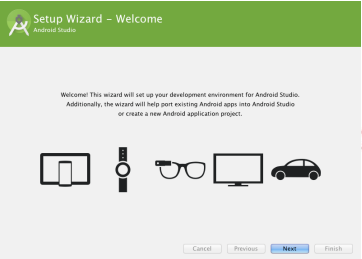 Setup Wizard – Welcome
Android Studio
Welcome! This wizard will set up your development environment for Android Studio.
Additionally, the wizard will help port existing Android apps into Android Studio
or create a new Android application project.
Cancel Previous Next Finish